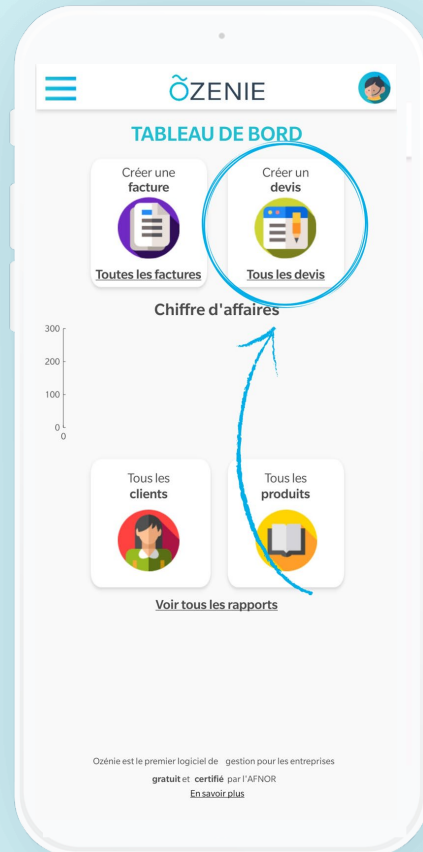 ÕZENIE
TABLEAU DE BORD
Créer une
facture
Toutes les factures
Créer un
devis
Tous les devis
Chiffre d'affaires
300
200
100
0
0
Tous les
clients
Tous les
produits
Voir tous les rapports
Ozénie est le premier logiciel de gestion pour les entreprises
gratuit et certifié par l'AFNOR
En savoir plus